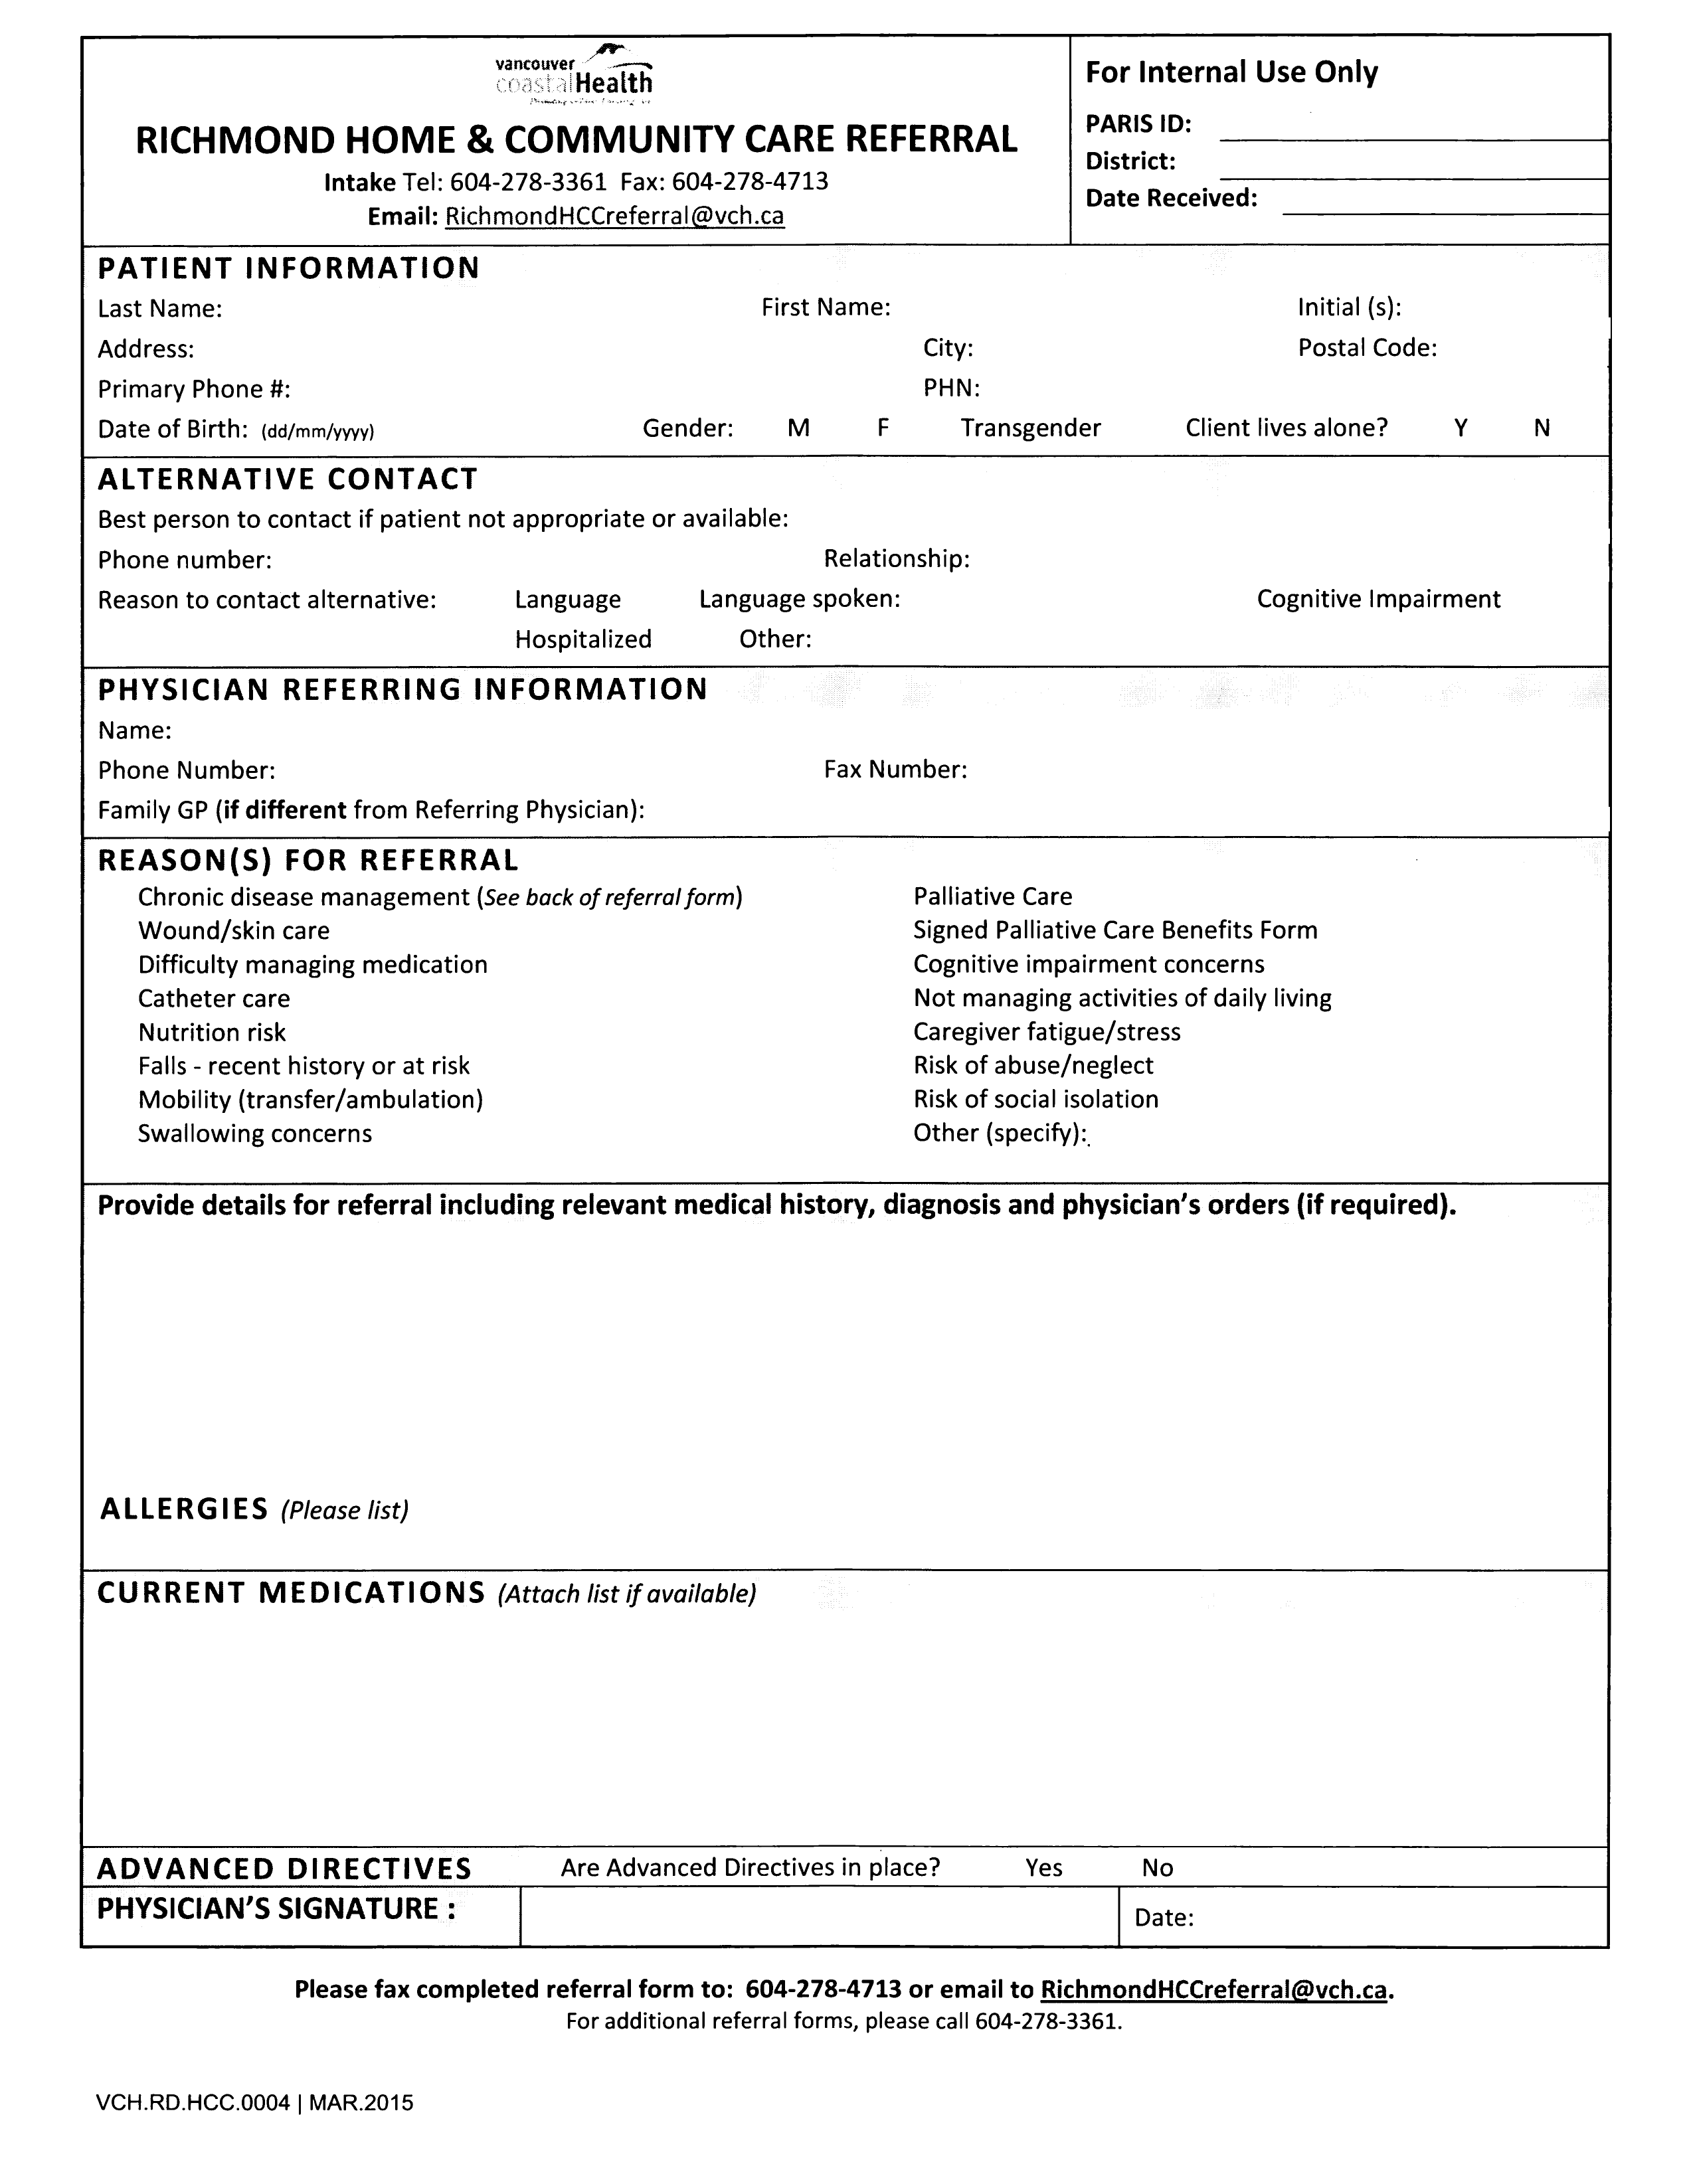 vancouver
coastalHealth
RICHMOND HOME & COMMUNITY CARE REFERRAL
Intake Tel: 604-278-3361 Fax: 604-278-4713
Email: RichmondHCCreferral@vch.ca
For Internal Use Only
PARIS ID:
District:
Date Received:
PATIENT INFORMATION
Last Name: First Name: Initial (s):
Address: City: Postal Code:
Primary Phone #: PHN:
Date of Birth: (dd/mm/yyyy) Gender: M F Transgender Client lives alone? Y N
ALTERNATIVE CONTACT
Best person to contact if patient not appropriate or available:
Phone number: Relationship:
Reason to contact alternative: Language Language spoken: Cognitive Impairment
Hospitalized Other:
PHYSICIAN REFERRING INFORMATION
Name:
Phone Number: Fax Number:
Family GP (if different from Referring Physician):
REASON(S) FOR REFERRAL
Chronic disease management (See back of referral form)
Wound/skin care
Difficulty managing medication
Catheter care
Nutrition risk
Falls - recent history or at risk
Mobility (transfer/ambulation)
Swallowing concerns
Palliative Care
Signed Palliative Care Benefits Form
Cognitive impairment concerns
Not managing activities of daily living
Caregiver fatigue/stress
Risk of abuse/neglect
Risk of social isolation
Other (specify):
Provide details for referral including relevant medical history, diagnosis and physician's orders (if required).
ALLERGIES (Please list)
CURRENT MEDICATIONS (Attach list if available)
ADVANCED DIRECTIVES Are Advanced Directives in place? Yes No
PHYSICIAN'S SIGNATURE : Date:
Please fax completed referral form to: 604-278-4713 or email to RichmondHCCreferral@vch.ca.
For additional referral forms, please call 604-278-3361.
VCH.RD.HCC.0004 | MAR.2015